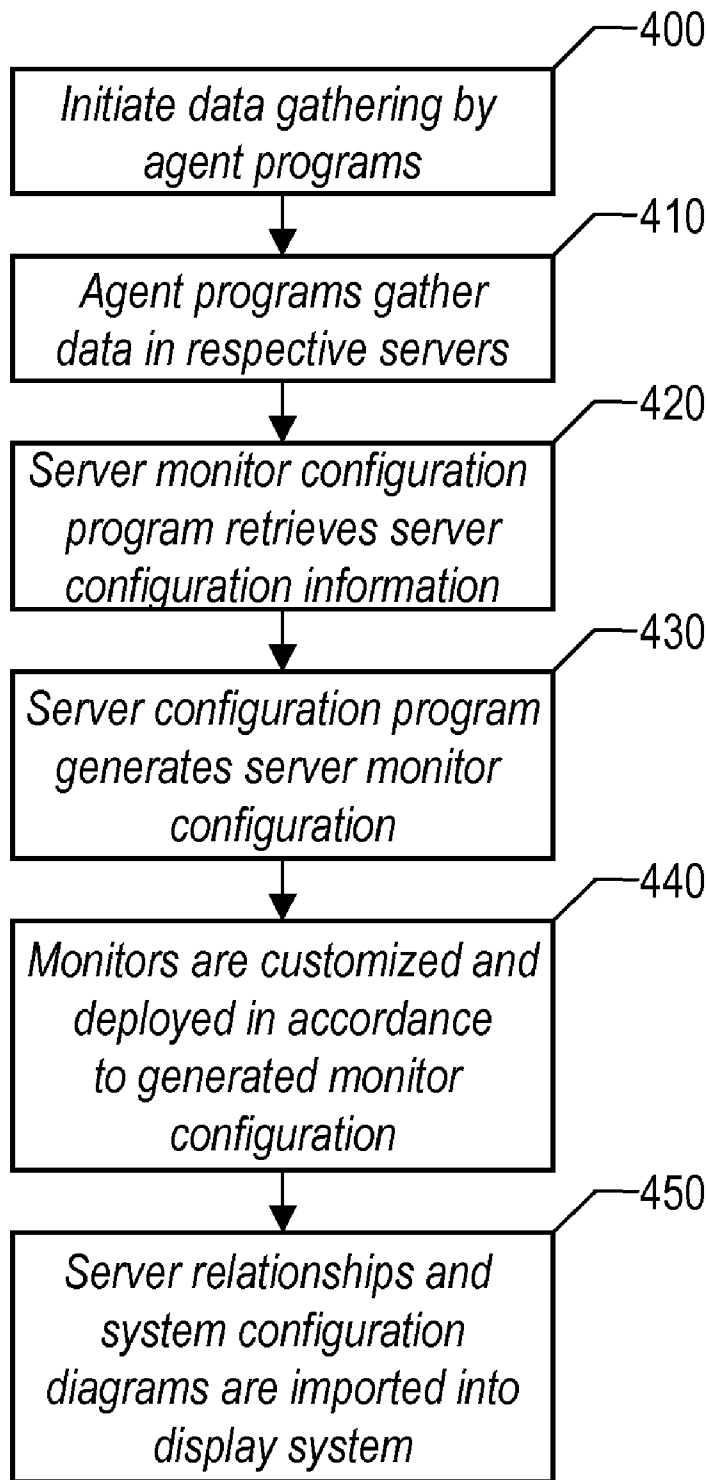 400
Initiate data gathering by
agent programs
410
Agent programs gather
data in respective servers
420
Server monitor configuration
program retrieves server
configuration information
430
Server configuration program
generates server monitor
configuration
440
Monitors are customized and
deployed in accordance
to generated monitor
configuration
450
Server relationships and
system configuration
diagrams are imported into
display system